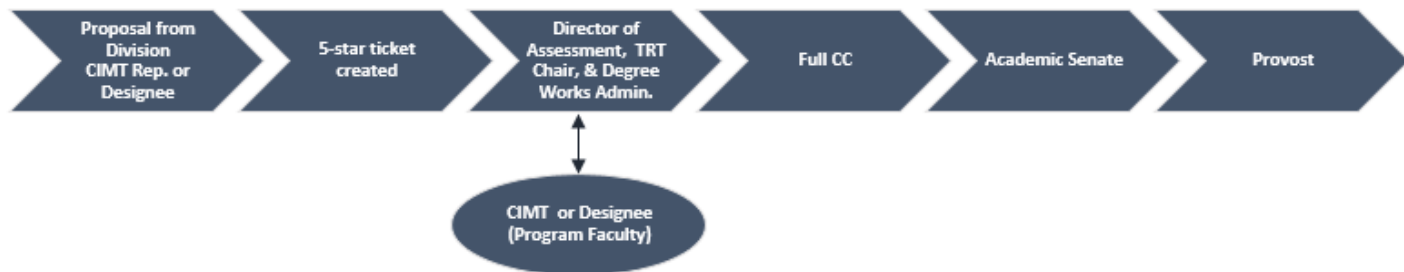 Proposal from
Division
CIMT Rep. or
Designee
5-star ticket
created
Director of
Assessment, TRT
Chair, & Degree
Works Admin.
Full CC
Academic Senate
Provost
CIMT or Designee
(Program Faculty)